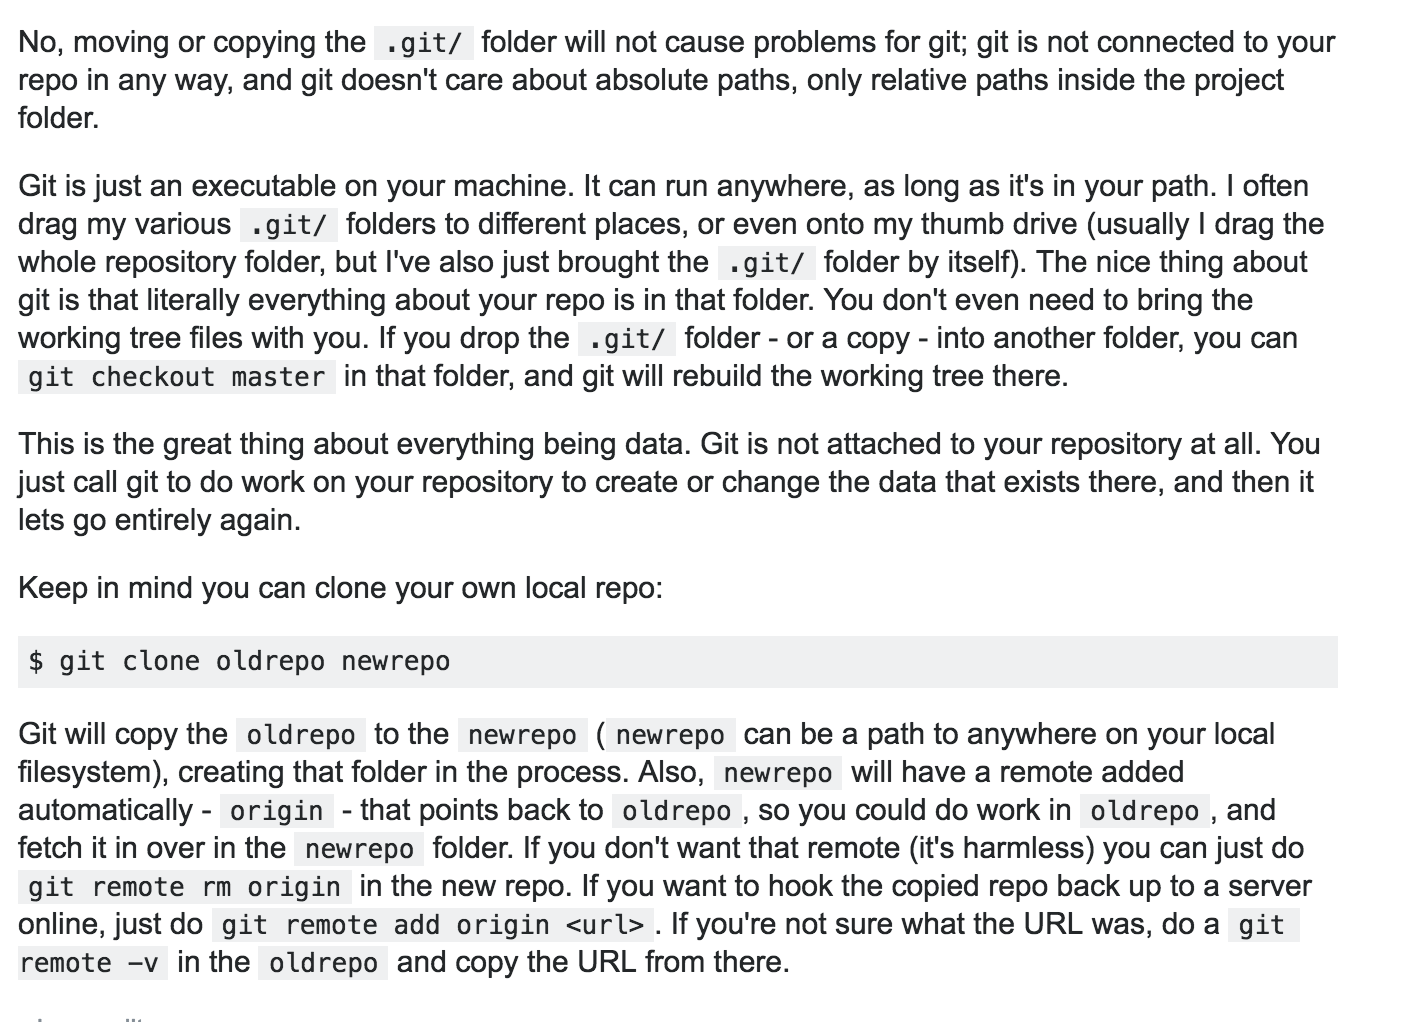 No, moving or copying the .git/ folder will not cause problems for git; git is not connected to your
repo in any way, and git doesn't care about absolute paths, only relative paths inside the project
folder.
Git is just an executable on your machine. It can run anywhere, as long as it's in your path. I often
drag my various .git/ folders to different places, or even onto my thumb drive (usually I drag the
whole repository folder, but I've also just brought the .git/ folder by itself). The nice thing about
git is that literally everything about your repo is in that folder. You don't even need to bring the
working tree files with you. If you drop the .git/ folder - or a copy - into another folder, you can
git checkout master in that folder, and git will rebuild the working tree there.
This is the great thing about everything being data. Git is not attached to your repository at all. You
just call git to do work on your repository to create or change the data that exists there, and then it
lets go entirely again.
Keep in mind you can clone your own local repo:
$ git clone oldrepo newrepo
Git will copy the oldrepo to the newrepo ( newrepo can be a path to anywhere on your local
filesystem), creating that folder in the process. Also, newrepo will have a remote added
automatically - origin - that points back to oldrepo , so you could do work in oldrepo , and
fetch it in over in the newrepo folder. If you don't want that remote (it's harmless) you can just do
git remote rm origin in the new repo. If you want to hook the copied repo back up to a server
online, just do git remote add origin <url> . If you're not sure what the URL was, do a git
remote -v in the oldrepo and copy the URL from there.